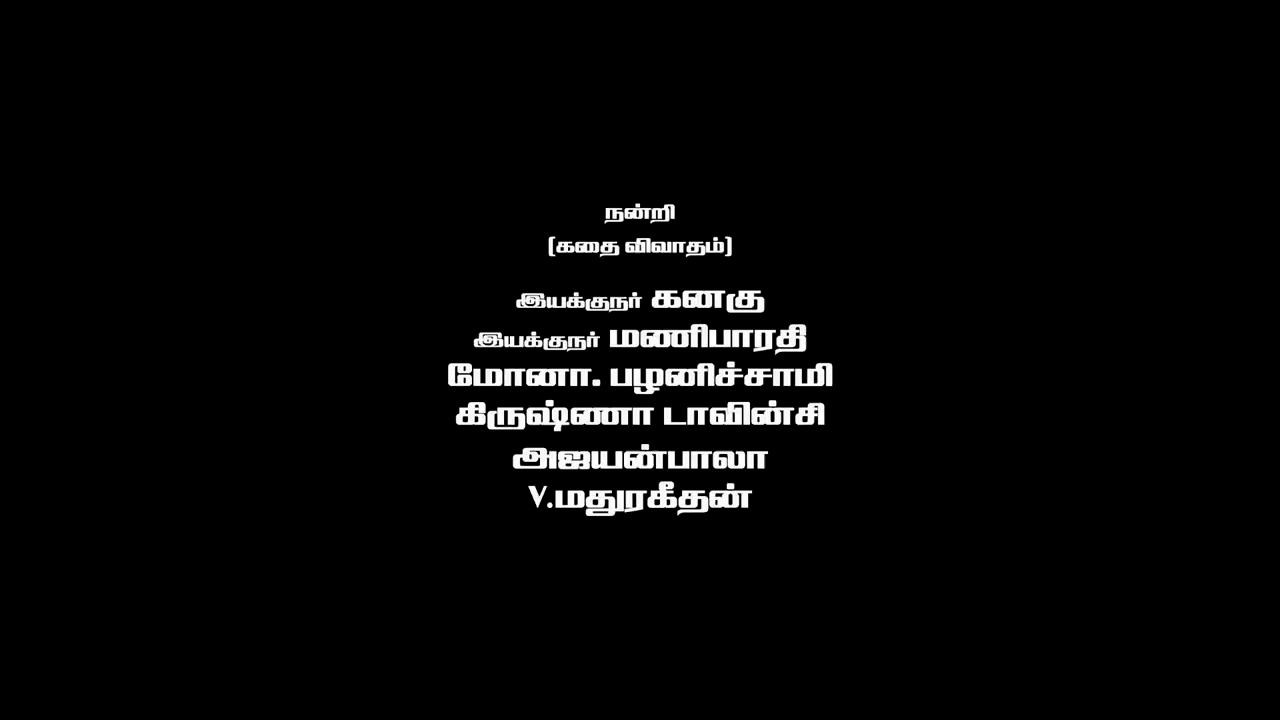 நன்றி
(கதை விவாதம்)
இயக்குநர் கனகு
இயக்குநர் மணிபாரதி
மோனா. பழனிச்சாமி
கிருஷ்ணா டாவின்சி
அஜயன்பாலா
V.மதுரகீதன்